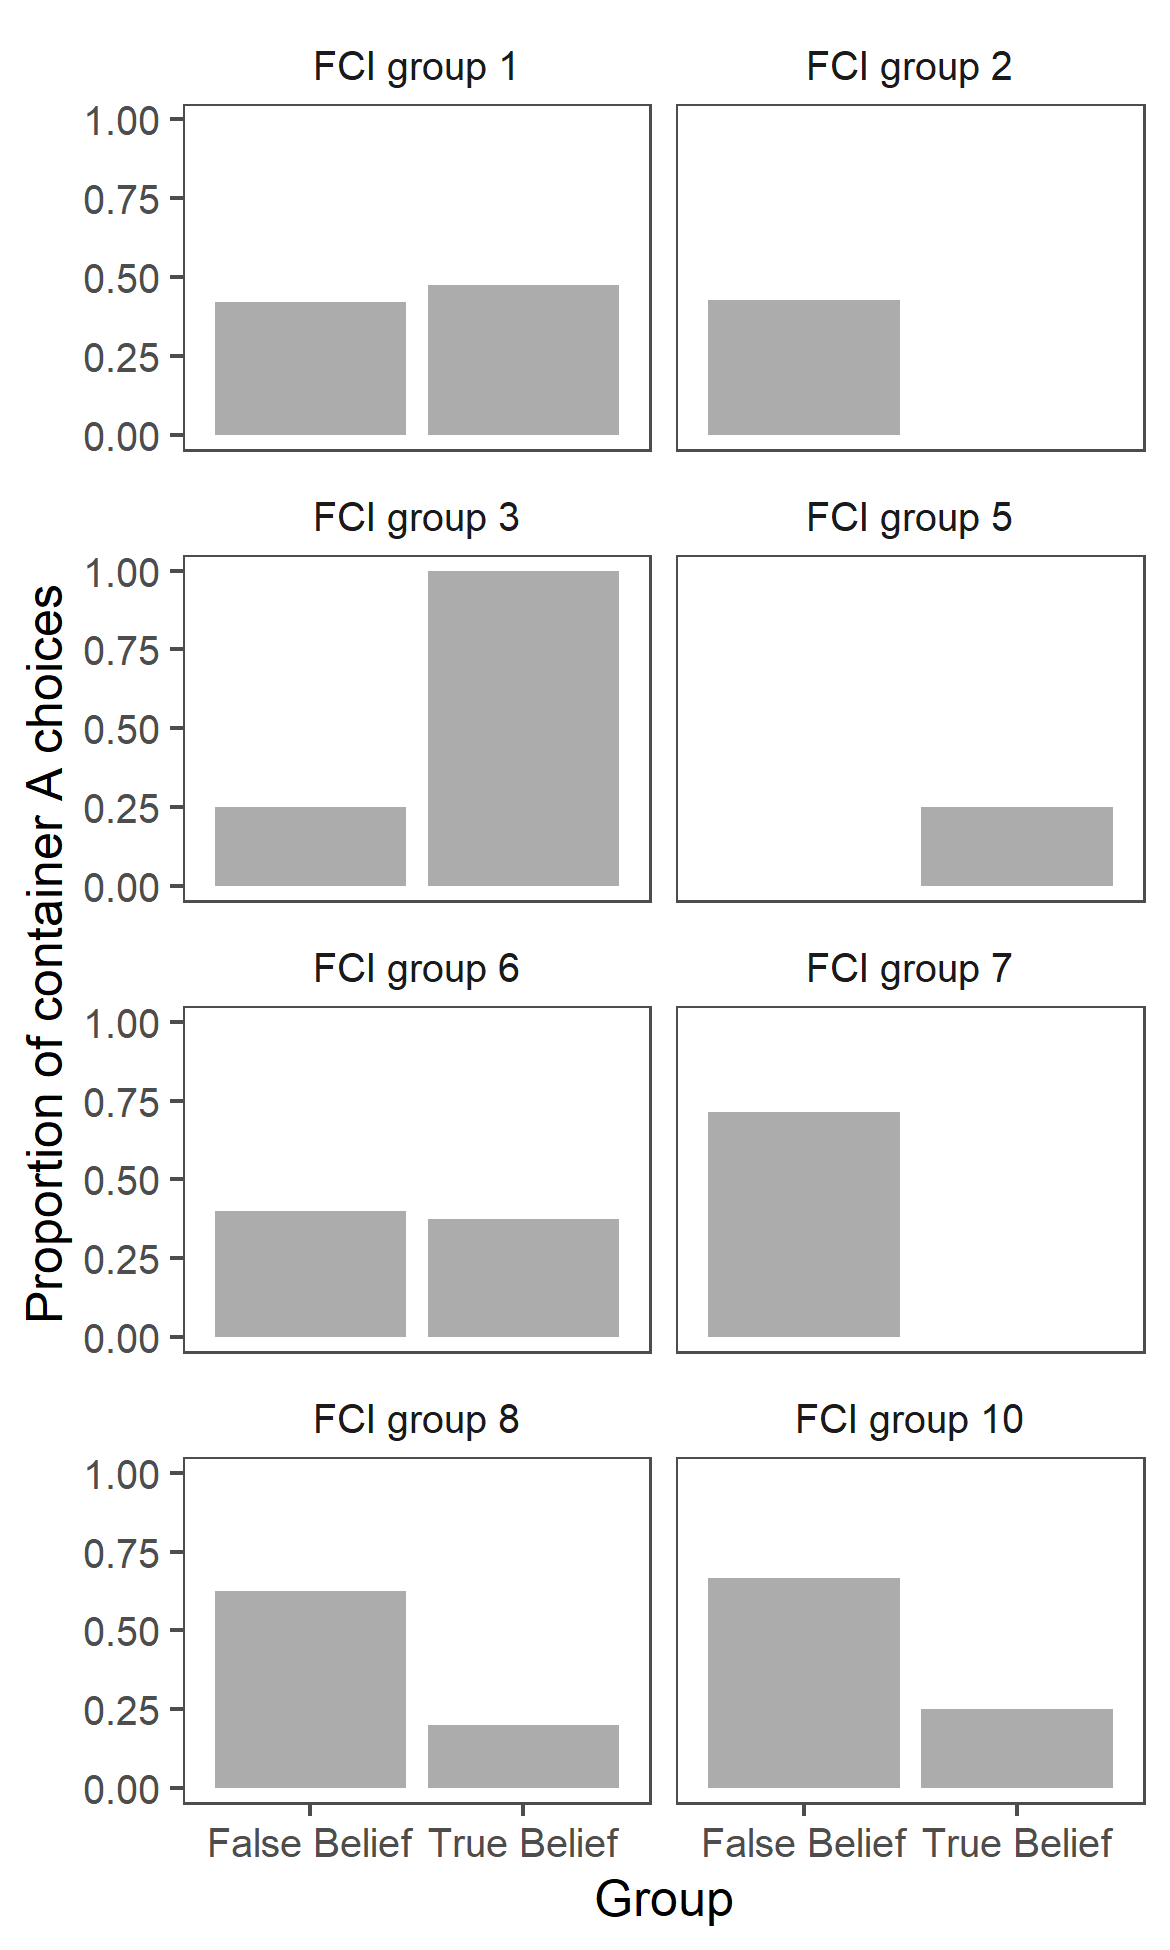 FCI group 1
FCI group 2
1.00
0.75
0.50
0.25
0.00
FCI group 3
FCI group 5
1.00
0.75
0.50
0.25
0.00
FCI group 6
FCI group 7
1.00
0.75
0.50
0.25
0.00
FCI group 8
FCI group 10
1.00
0.75
0.50
0.25
0.00
Proportion of container A choices
False Belief
True Belief
False Belief
True Belief
Group